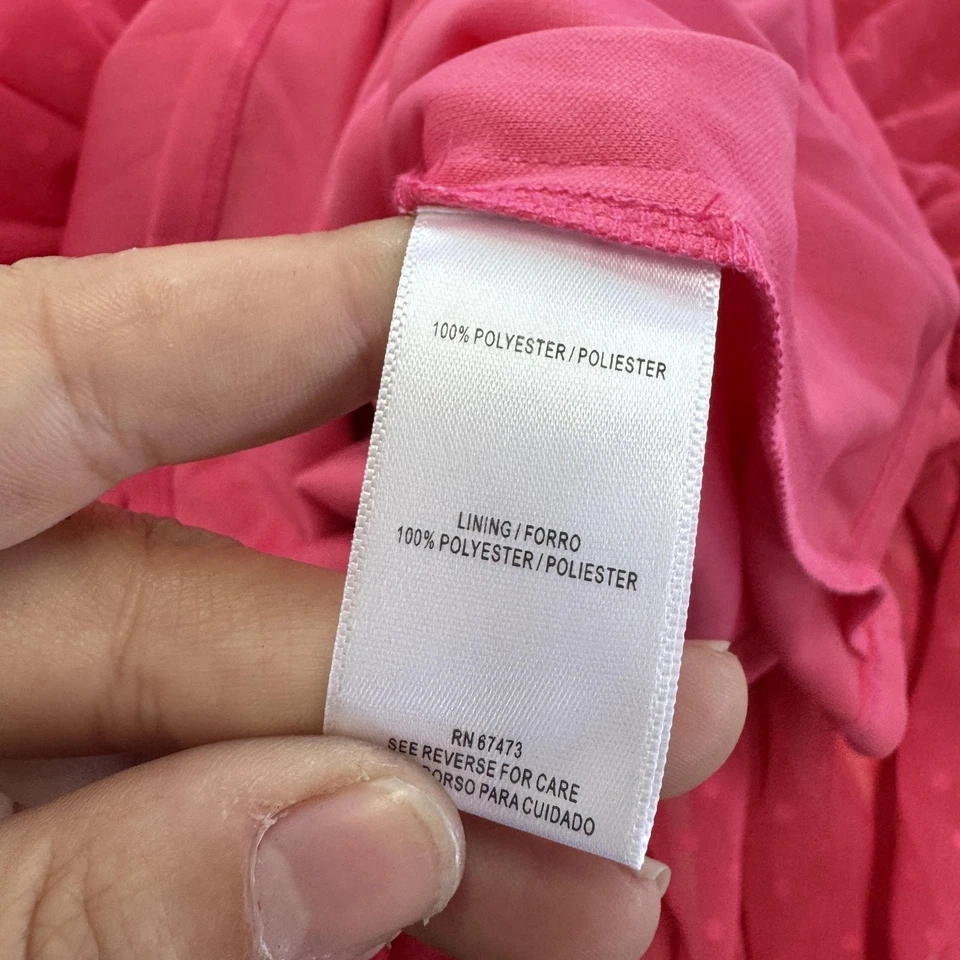 100% POLYESTER / POLIESTER
LINING / FORRO
100% POLYESTER / POLIESTER
RN 67473
SEE REVERSE FOR CARE
PARA CUIDADO